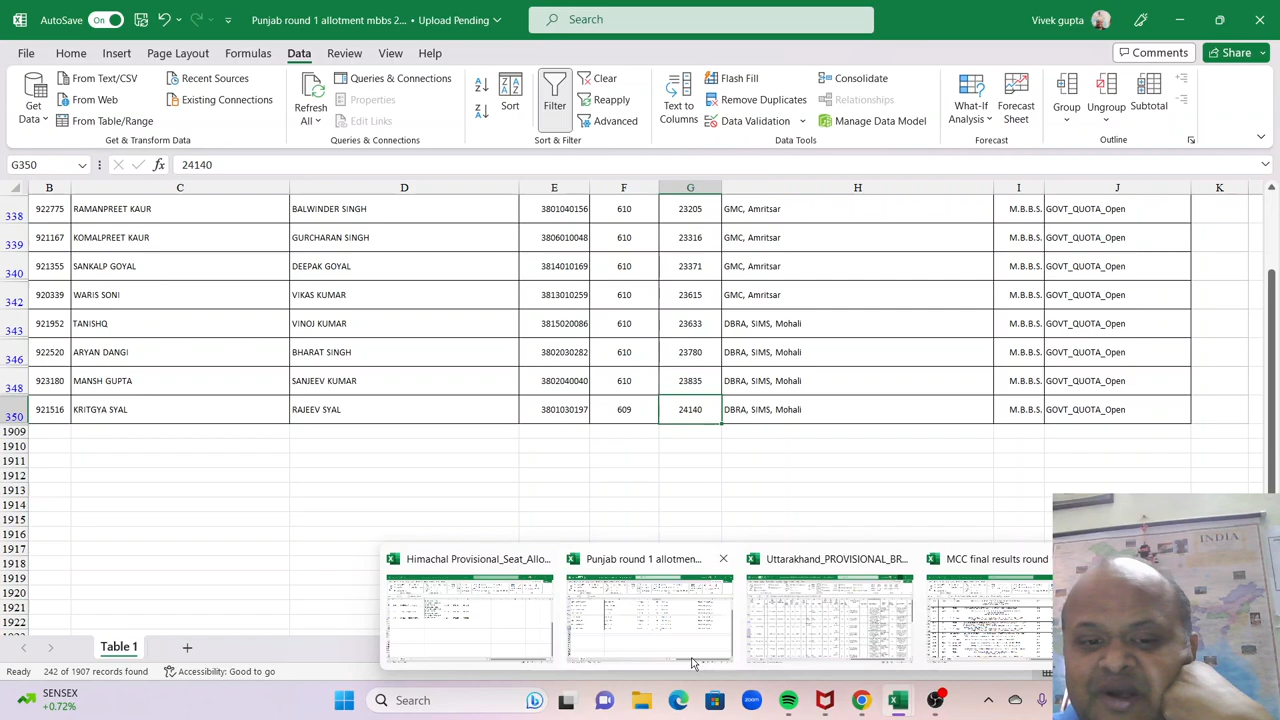 AutoSave On Punjab round 1 allotment mbbs 2... • Upload Pending Search Vivek gupta
File Home Insert Page Layout Formulas Data Review View Help Comments Share
Get Data From Text/CSV From Web From Table/Range Recent Sources Existing Connections
Refresh All Queries & Connections Properties Edit Links
Sort Filter Clear Reapply Advanced
Text to Columns Flash Fill Remove Duplicates Data Validation Consolidate Relationships Manage Data Model
What-If Analysis Forecast Sheet Group Ungroup Subtotal
Get & Transform Data Queries & Connections Sort & Filter Data Tools Forecast Outline
G350 fx 24140
B C D E F G H I J K
338 922775 RAMANPREET KAUR BALWINDER SINGH 3801040156 610 23205 GMC, Amritsar M.B.B.S. GOVT_QUOTA_Open
339 921167 KOMALPREET KAUR GURCHARAN SINGH 3806010048 610 23316 GMC, Amritsar M.B.B.S. GOVT_QUOTA_Open
340 921355 SANKALP GOYAL DEEPAK GOYAL 3814010169 610 23371 GMC, Amritsar M.B.B.S. GOVT_QUOTA_Open
342 920339 WARIS SONI VIKAS KUMAR 3813010259 610 23615 GMC, Amritsar M.B.B.S. GOVT_QUOTA_Open
343 921952 TANISHQ VINOJ KUMAR 3815020086 610 23633 DBRA, SIMS, Mohali M.B.B.S. GOVT_QUOTA_Open
346 922520 ARYAN DANGI BHARAT SINGH 3802030282 610 23780 DBRA, SIMS, Mohali M.B.B.S. GOVT_QUOTA_Open
348 923180 MANSH GUPTA SANJEEV KUMAR 3802040040 610 23835 DBRA, SIMS, Mohali M.B.B.S. GOVT_QUOTA_Open
350 921516 KRITGYA SYAL RAJEEV SYAL 3801030197 609 24140 DBRA, SIMS, Mohali M.B.B.S. GOVT_QUOTA_Open
1909
1910
1911
1912
1913
1914
1915
1916
1917
1918
1919
1920
1921
1922
Himachal Provisional_Seat_Allo... Punjab round 1 allotment... Uttarakhand_PROVISIONAL_BR... MCC final results round
INDIA
Table 1
Ready 242 of 1907 records found Accessibility: Good to go
SENSEX
+0.72%
Search
zoom